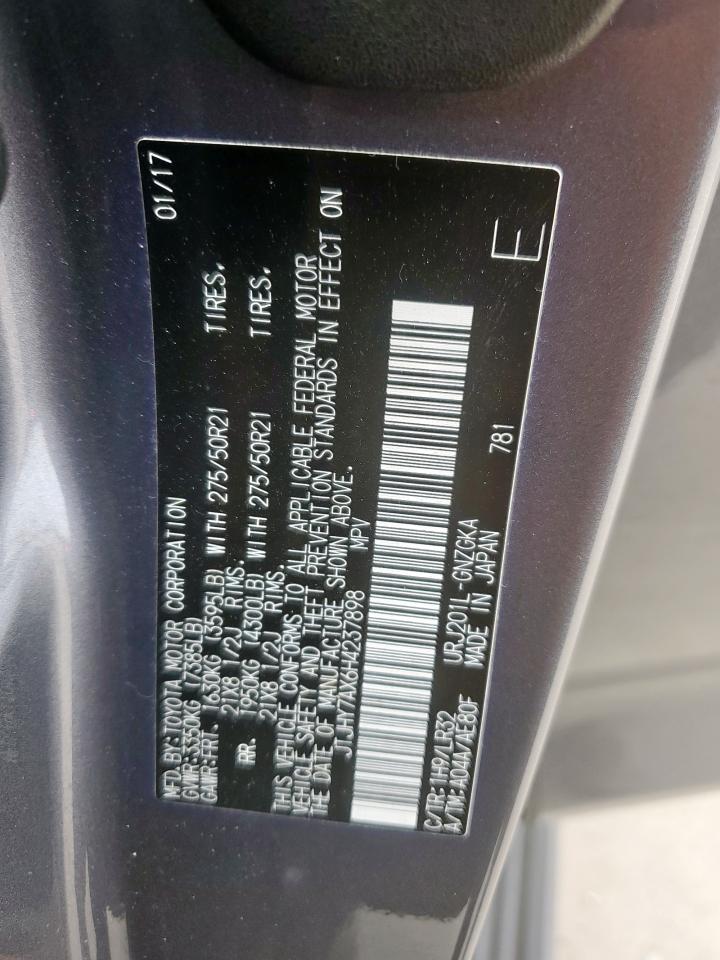 MFD.BY:TOYOTA MOTOR CORPORATION 01/17
GVWR:3350KG (7385LB)
GAWR:FRT. 1630KG (3595LB) WITH 275/50R21 TIRES.
21X8 1/2J RIMS.
RR. 1950KG (4300LB) WITH 275/50R21 TIRES.
21X8 1/2J RIMS.
THIS VEHICLE CONFORMS TO ALL APPLICABLE FEDERAL MOTOR
VEHICLE SAFETY AND THEFT PREVENTION STANDARDS IN EFFECT ON
THE DATE OF MANUFACTURE SHOWN ABOVE.
JTJHY7AX6H4237898 MPV
C/TR:1H9/LR32 URJ201L-GNZGKA
A/TM:A04A/AE80F MADE IN JAPAN
781
E